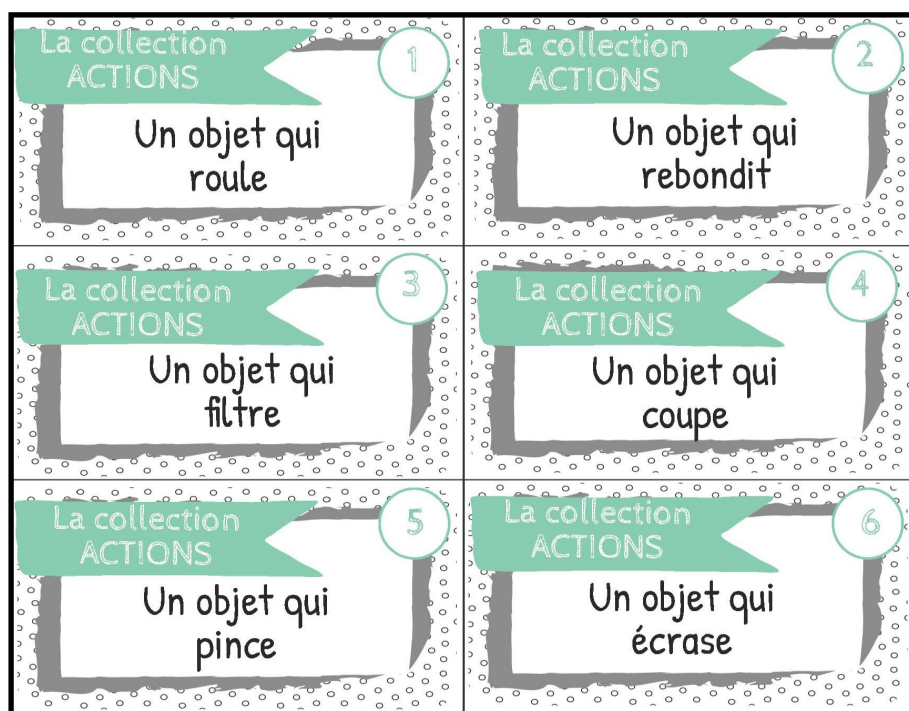 La collection
ACTIONS
1
Un objet qui
roule
La collection
ACTIONS
2
Un objet qui
rebondit
La collection
ACTIONS
3
Un objet qui
filtre
La collection
ACTIONS
4
Un objet qui
coupe
La collection
ACTIONS
5
Un objet qui
pince
La collection
ACTIONS
6
Un objet qui
écrase